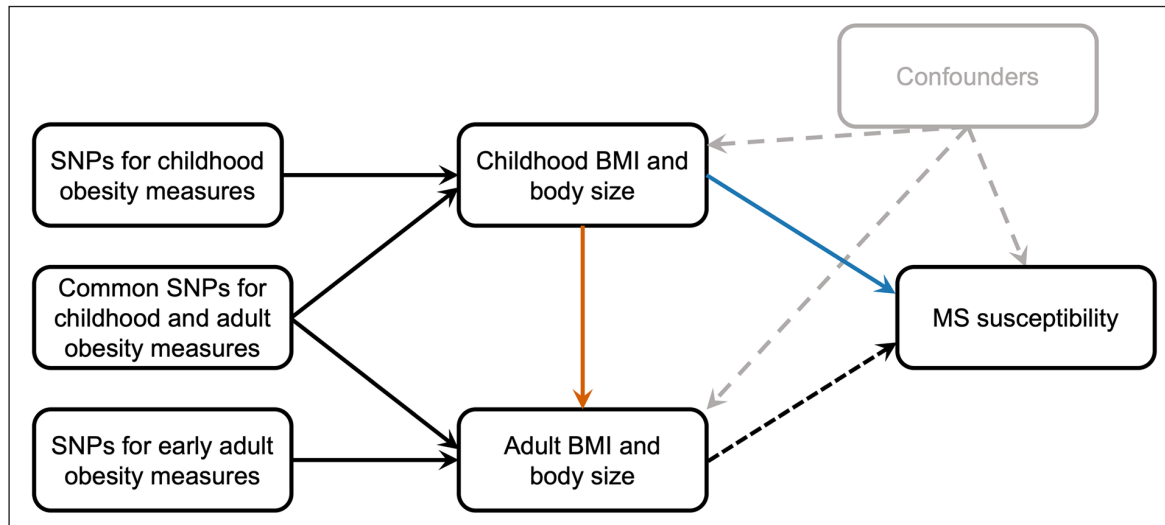 Confounders
SNPs for childhood
obesity measures
Childhood BMI and
body size
Common SNPs for
childhood and adult
obesity measures
MS susceptibility
SNPs for early adult
obesity measures
Adult BMI and
body size